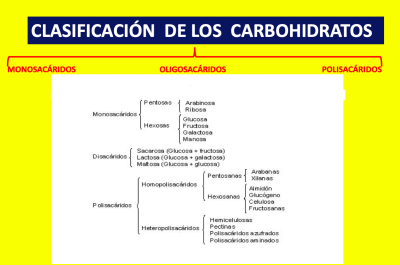 CLASIFICACIÓN DE LOS CARBOHIDRATOS
MONOSACÁRIDOS OLIGOSACÁRIDOS POLISACÁRIDOS
Monosacáridos
Pentosas
Arabinosa
Ribosa
Hexosas
Glucosa
Fructosa
Galactosa
Manosa
Disacáridos
Sacarosa (Glucosa + fructosa)
Lactosa (Glucosa + galactosa)
Maltosa (Glucosa + glucosa)
Polisacáridos
Homopolisacáridos
Pentosanas
Arabanas
Xilanas
Hexosanas
Almidón
Glucógeno
Celulosa
Fructosanas
Heteropolisacáridos
Hemicelulosas
Pectinas
Polisacáridos azufrados
Polisacáridos aminados